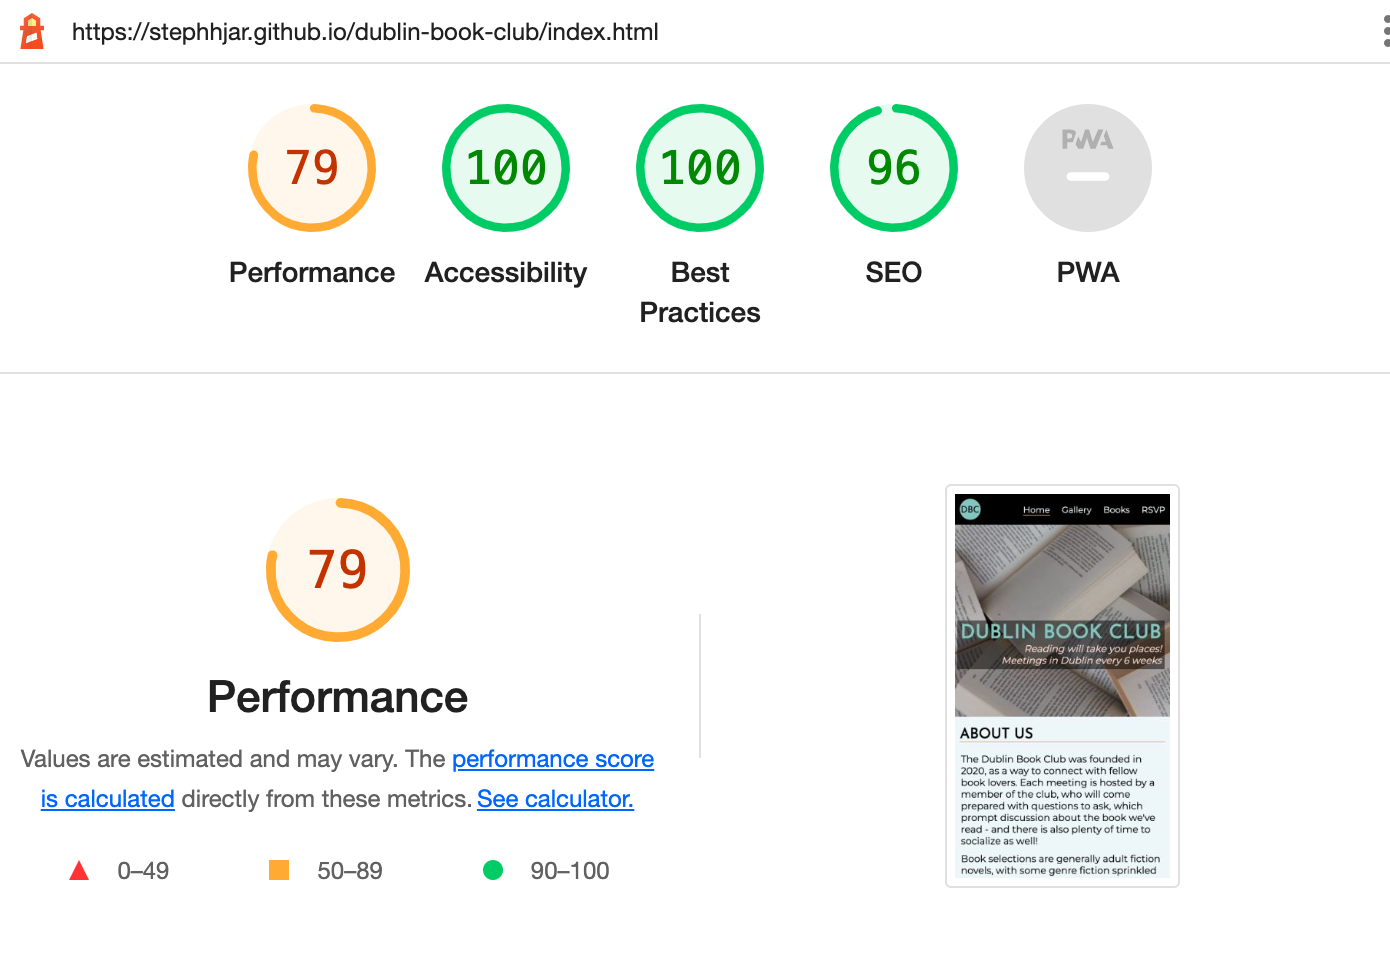 https://stephhjar.github.io/dublin-book-club/index.html
79
100
100
96
PWA
Performance
Accessibility
Best
Practices
SEO
PWA
79
Performance
Values are estimated and may vary. The performance score
is calculated directly from these metrics. See calculator.
0–49
50–89
90–100
DBC
Home
Gallery
Books
RSVP
DUBLIN BOOK CLUB
Reading will take you places!
Meetings in Dublin every 6 weeks
ABOUT US
The Dublin Book Club was founded in
2020, as a way to connect with fellow
book lovers. Each meeting is hosted by a
member of the club, who will come
prepared with questions to ask, which
prompt discussion about the book we've
read - and there is also plenty of time to
socialize as well!
Book selections are generally adult fiction
novels, with some genre fiction sprinkled